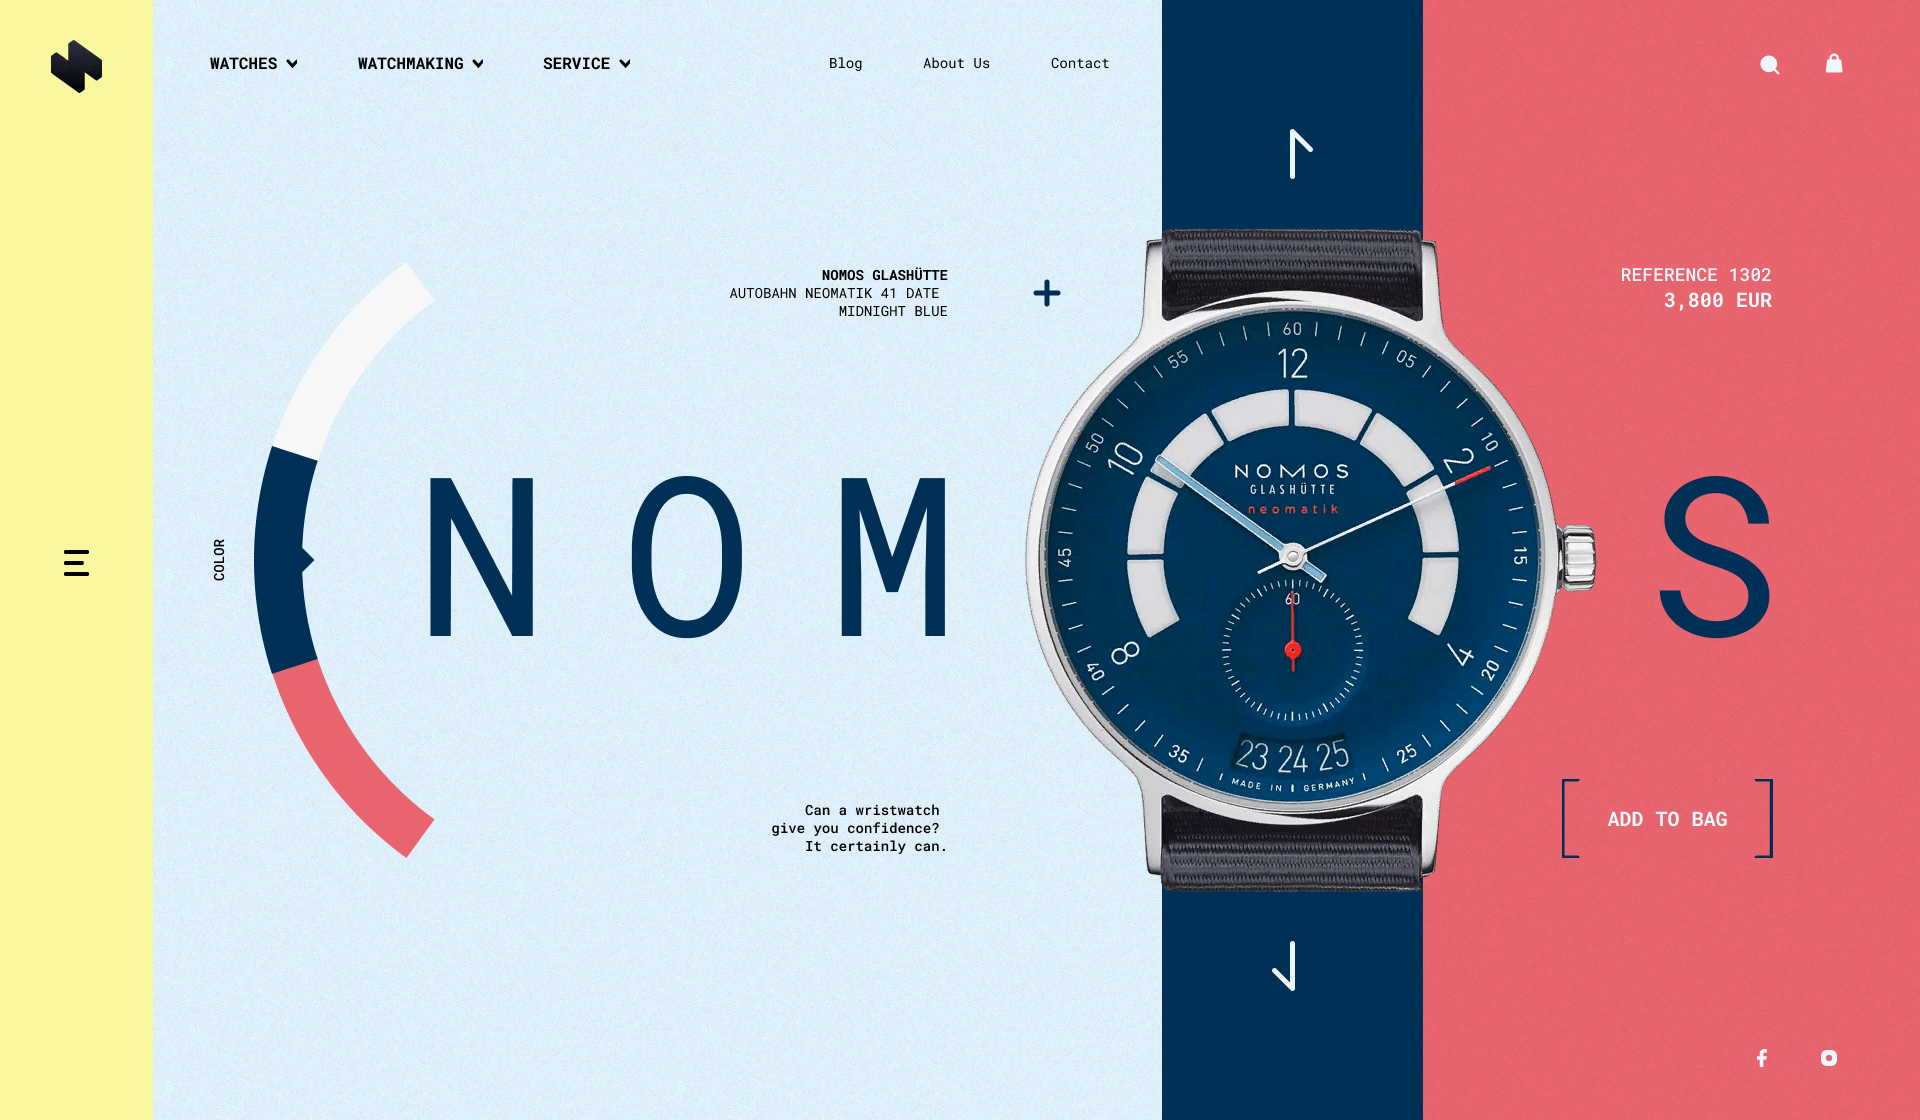 WATCHES
WATCHMAKING
SERVICE
Blog
About Us
Contact
NOMOS GLASHÜTTE
AUTOBAHN NEOMATIK 41 DATE
MIDNIGHT BLUE
REFERENCE 1302
3,800 EUR
COLOR
N O M S
60
05
10
15
20
25
35
40
45
50
55
12
2
4
8
10
NOMOS
GLASHÜTTE
neomatik
60
23 24 25
MADE IN GERMANY
Can a wristwatch
give you confidence?
It certainly can.
ADD TO BAG